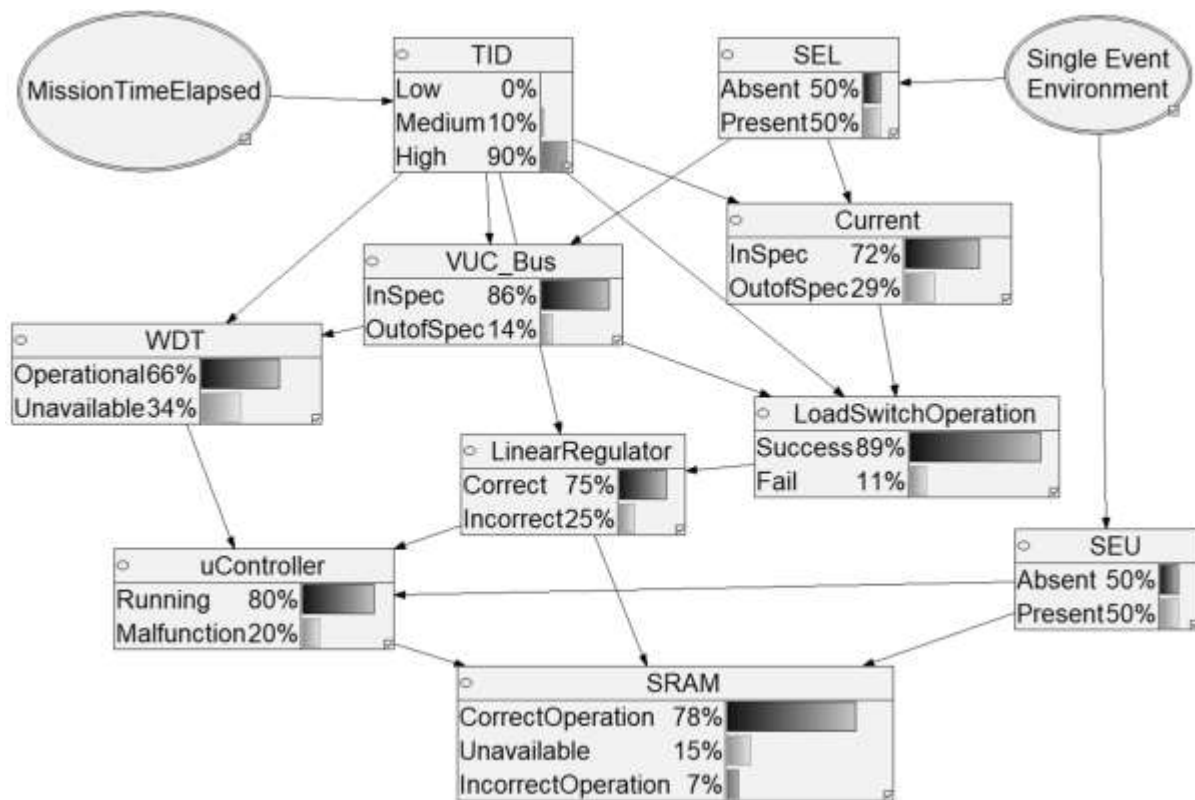 MissionTimeElapsed
TID
Low 0%
Medium 10%
High 90%
SEL
Absent 50%
Present 50%
Single Event
Environment
Current
InSpec 72%
OutofSpec 29%
VUC_Bus
InSpec 86%
OutofSpec 14%
WDT
Operational 66%
Unavailable 34%
LoadSwitchOperation
Success 89%
Fail 11%
LinearRegulator
Correct 75%
Incorrect 25%
SEU
Absent 50%
Present 50%
uController
Running 80%
Malfunction 20%
SRAM
CorrectOperation 78%
Unavailable 15%
IncorrectOperation 7%